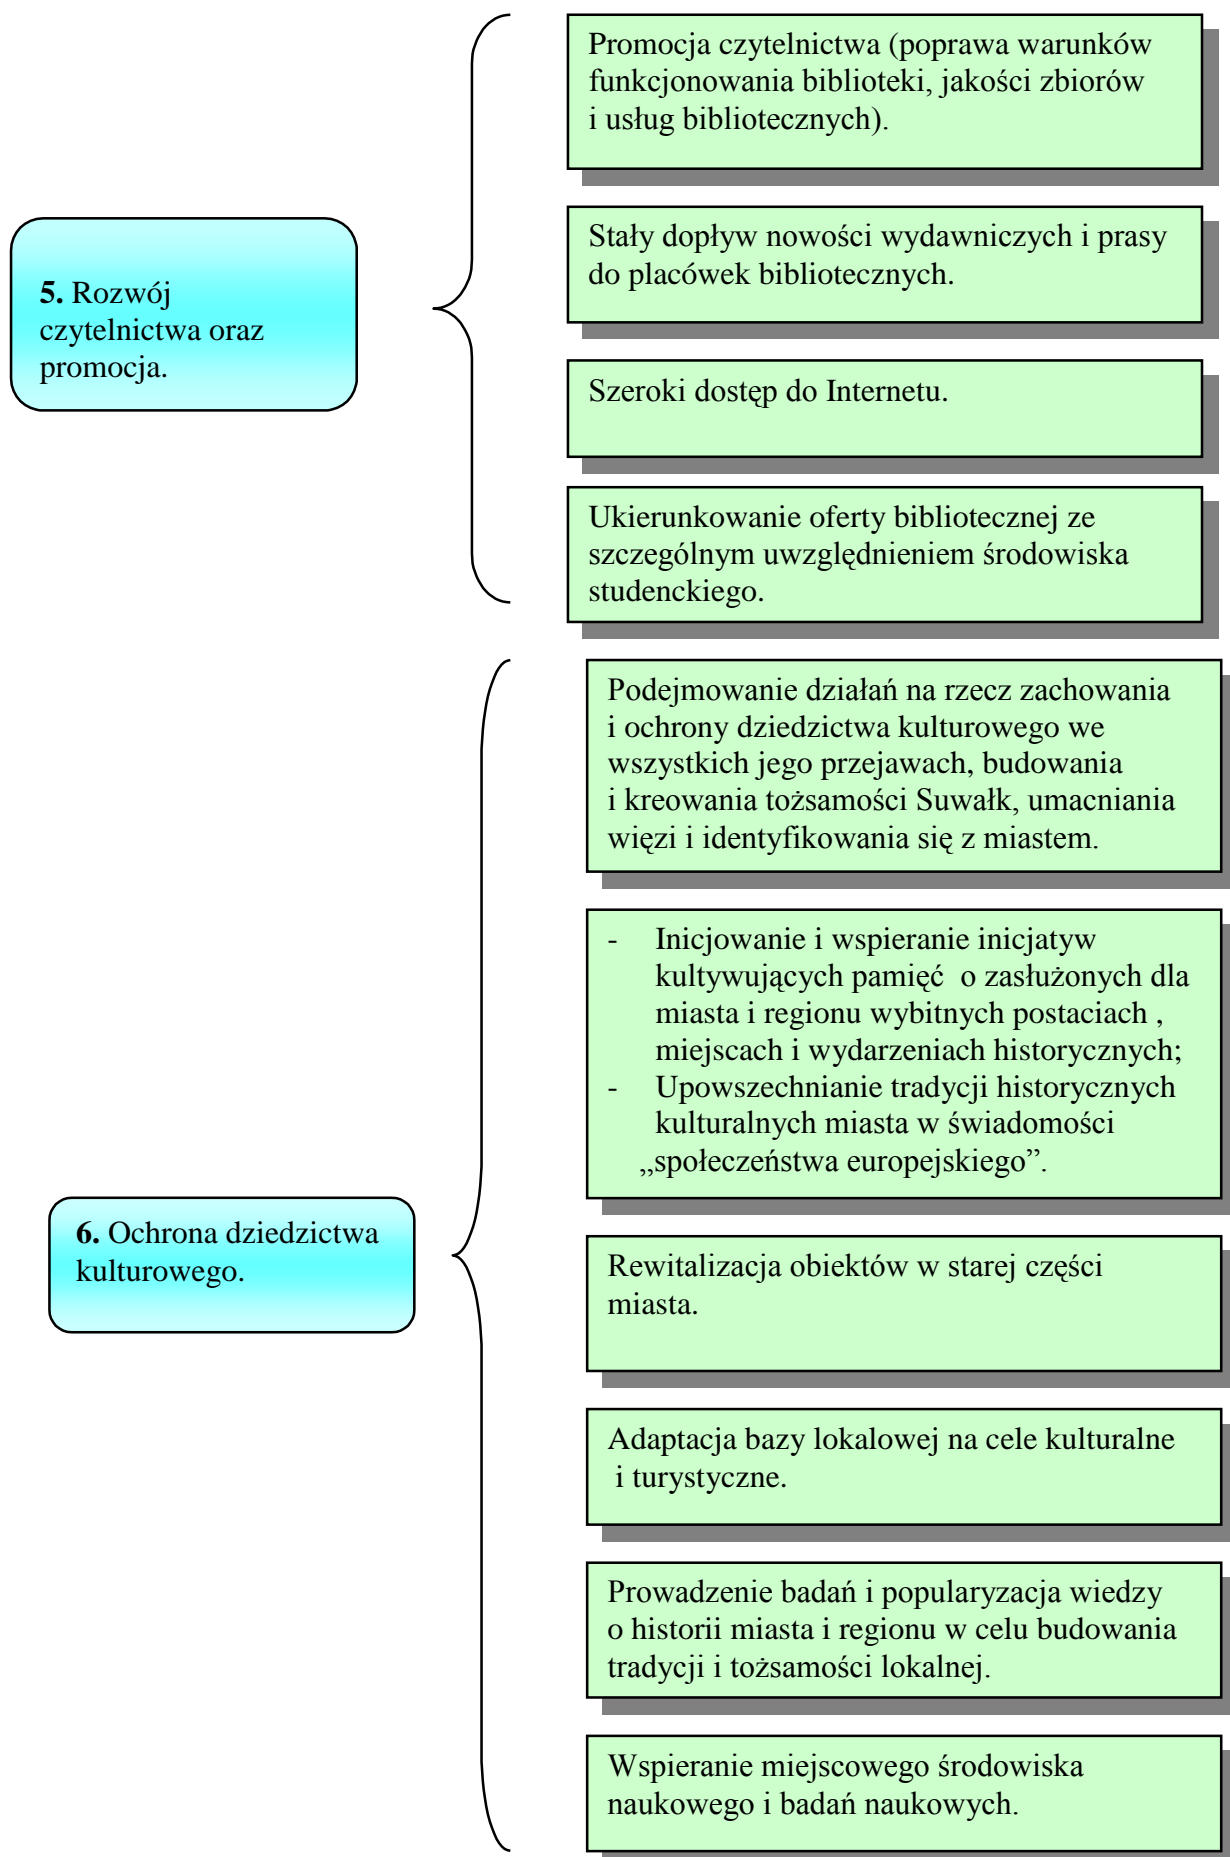 5. Rozwój
czytelnictwa oraz
promocja.
Promocja czytelnictwa (poprawa warunków
funkcjonowania biblioteki, jakości zbiorów
i usług bibliotecznych).
Stały dopływ nowości wydawniczych i prasy
do placówek bibliotecznych.
Szeroki dostęp do Internetu.
Ukierunkowanie oferty bibliotecznej ze
szczególnym uwzględnieniem środowiska
studenckiego.
6. Ochrona dziedzictwa
kulturowego.
Podejmowanie działań na rzecz zachowania
i ochrony dziedzictwa kulturowego we
wszystkich jego przejawach, budowania
i kreowania tożsamości Suwałk, umacniania
więzi i identyfikowania się z miastem.
- Inicjowanie i wspieranie inicjatyw
kultywujących pamięć  o zasłużonych dla
miasta i regionu wybitnych postaciach ,
miejscach i wydarzeniach historycznych;
- Upowszechnianie tradycji historycznych
kulturalnych miasta w świadomości
„społeczeństwa europejskiego”.
Rewitalizacja obiektów w starej części
miasta.
Adaptacja bazy lokalowej na cele kulturalne
i turystyczne.
Prowadzenie badań i popularyzacja wiedzy
o historii miasta i regionu w celu budowania
tradycji i tożsamości lokalnej.
Wspieranie miejscowego środowiska
naukowego i badań naukowych.